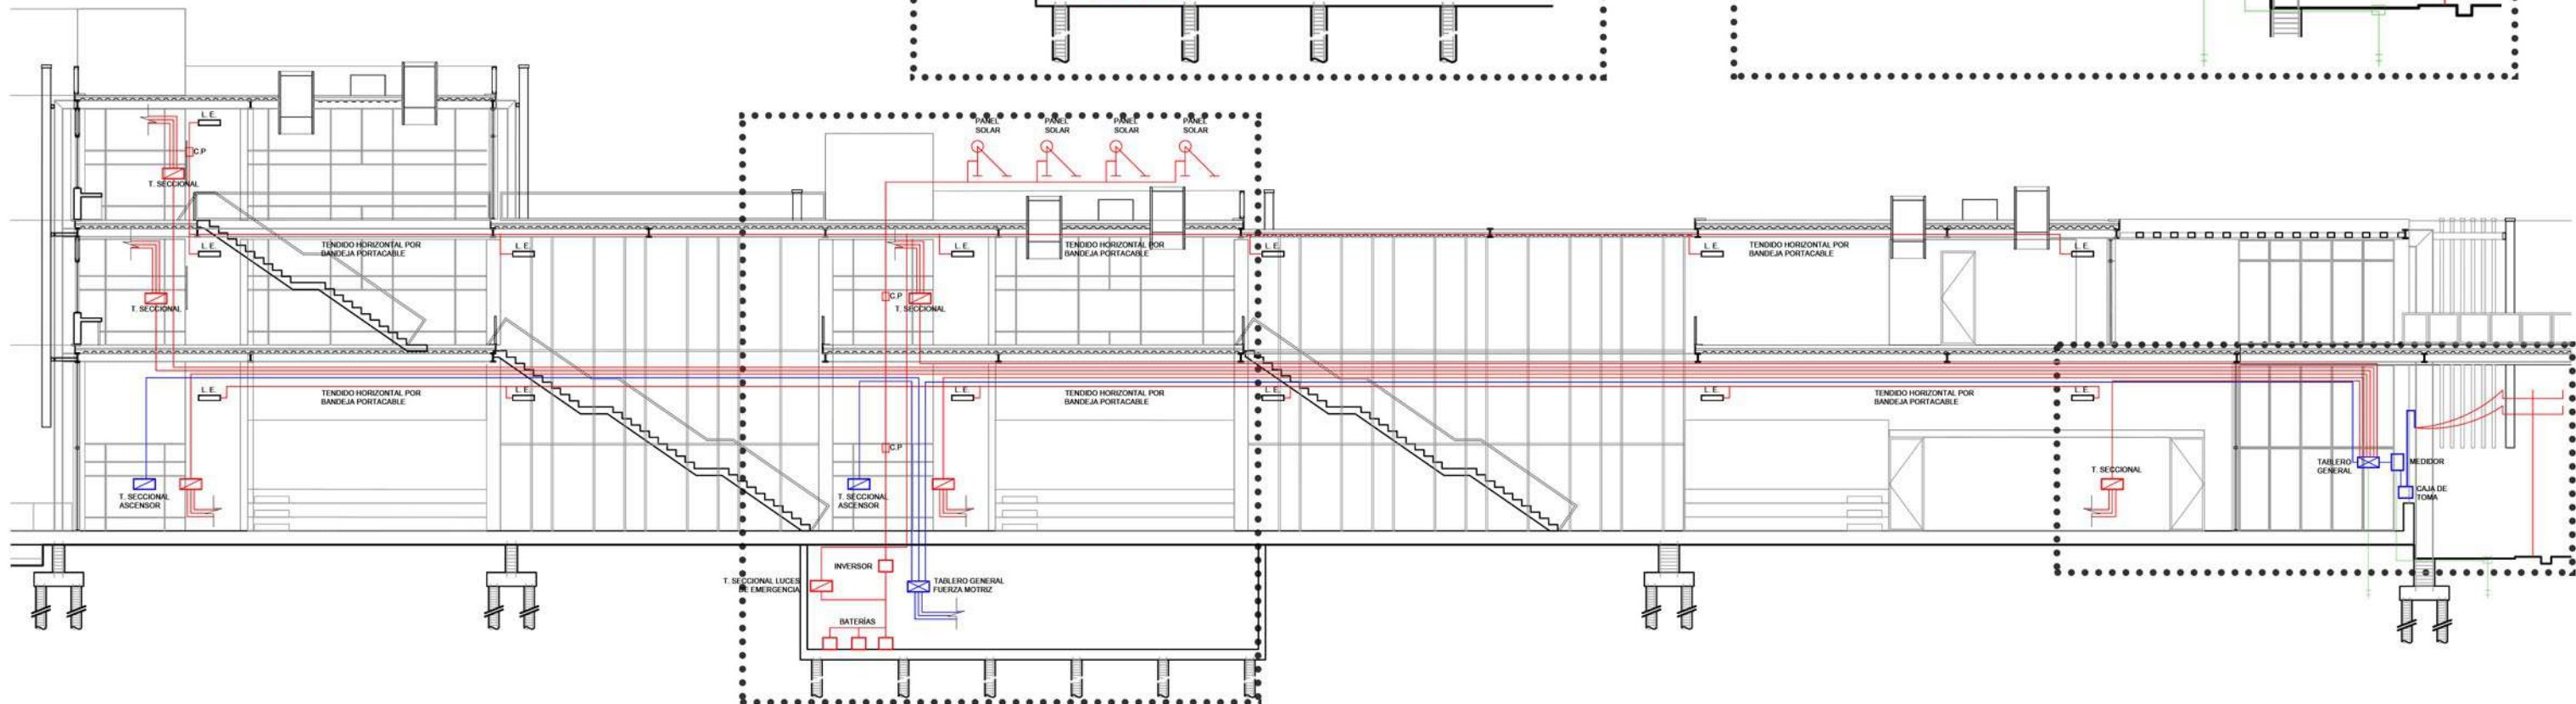 PANEL SOLAR
PANEL SOLAR
PANEL SOLAR
PANEL SOLAR
L.E.
C.P
T. SECCIONAL
L.E.
TENDIDO HORIZONTAL POR
BANDEJA PORTACABLE
L.E.
L.E.
TENDIDO HORIZONTAL POR
BANDEJA PORTACABLE
L.E.
L.E.
TENDIDO HORIZONTAL POR
BANDEJA PORTACABLE
L.E.
T. SECCIONAL
C.P
T. SECCIONAL
L.E.
TENDIDO HORIZONTAL POR
BANDEJA PORTACABLE
L.E.
L.E.
TENDIDO HORIZONTAL POR
BANDEJA PORTACABLE
L.E.
L.E.
TENDIDO HORIZONTAL POR
BANDEJA PORTACABLE
L.E.
C.P
T. SECCIONAL
TABLERO
GENERAL
MEDIDOR
CAJA DE
TOMA
T. SECCIONAL
ASCENSOR
T. SECCIONAL
ASCENSOR
INVERSOR
T. SECCIONAL LUCES
DE EMERGENCIA
TABLERO GENERAL
FUERZA MOTRIZ
BATERÍAS